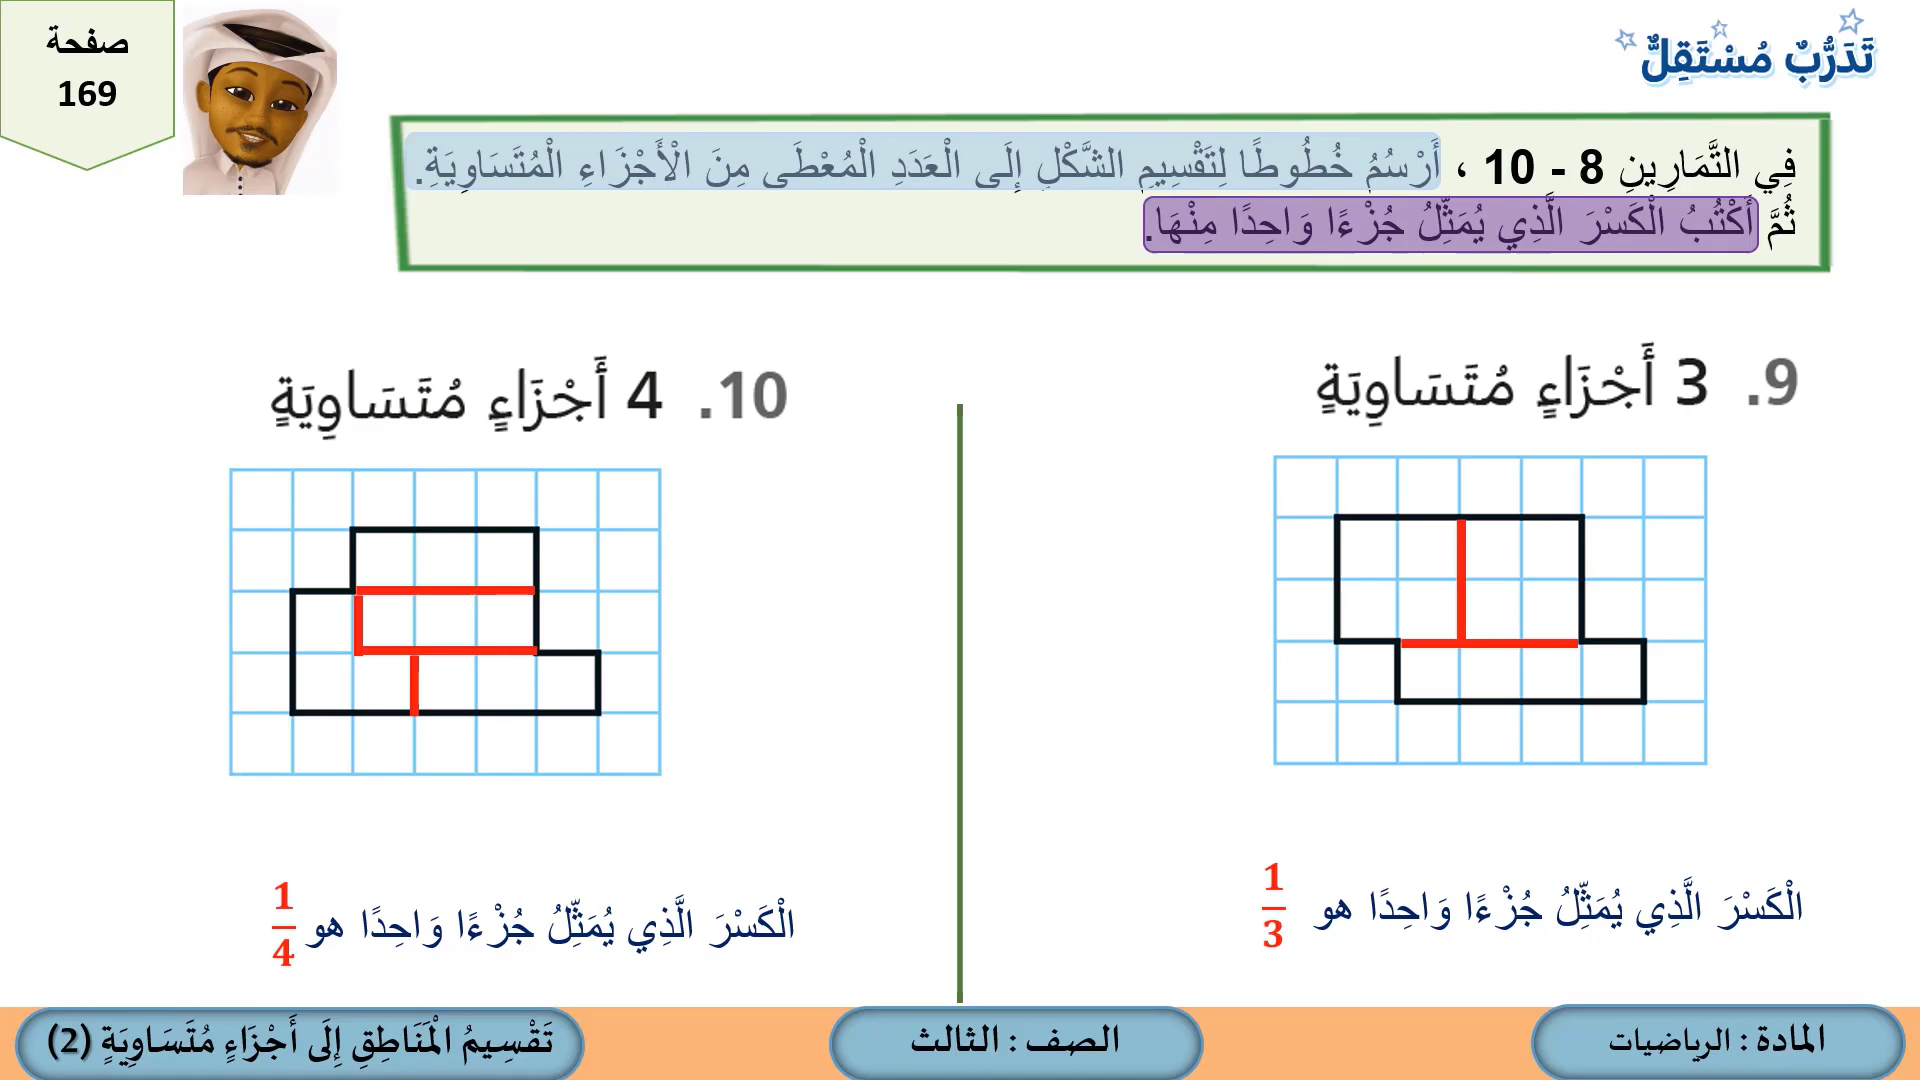 تَدَرُّبٌ مُسْتَقِلٌّ
صفحة
169
فِي التَّمَارِينِ 8 - 10 ، أَرْسُمُ خُطُوطًا لِتَقْسِيمِ الشَّكْلِ إِلَى الْعَدَدِ الْمُعْطَى مِنَ الْأَجْزَاءِ الْمُتَسَاوِيَةِ.
ثُمَّ أَكْتُبُ الْكَسْرَ الَّذِي يُمَثِّلُ جُزْءًا وَاحِدًا مِنْهَا.
9. 3 أَجْزَاءٍ مُتَسَاوِيَةٍ
الْكَسْرَ الَّذِي يُمَثِّلُ جُزْءًا وَاحِدًا هو 1/3
10. 4 أَجْزَاءٍ مُتَسَاوِيَةٍ
الْكَسْرَ الَّذِي يُمَثِّلُ جُزْءًا وَاحِدًا هو 1/4
المادة : الرياضيات
الصف : الثالث
تَقْسِيمُ الْمَنَاطِقِ إِلَى أَجْزَاءٍ مُتَسَاوِيَةٍ (2)